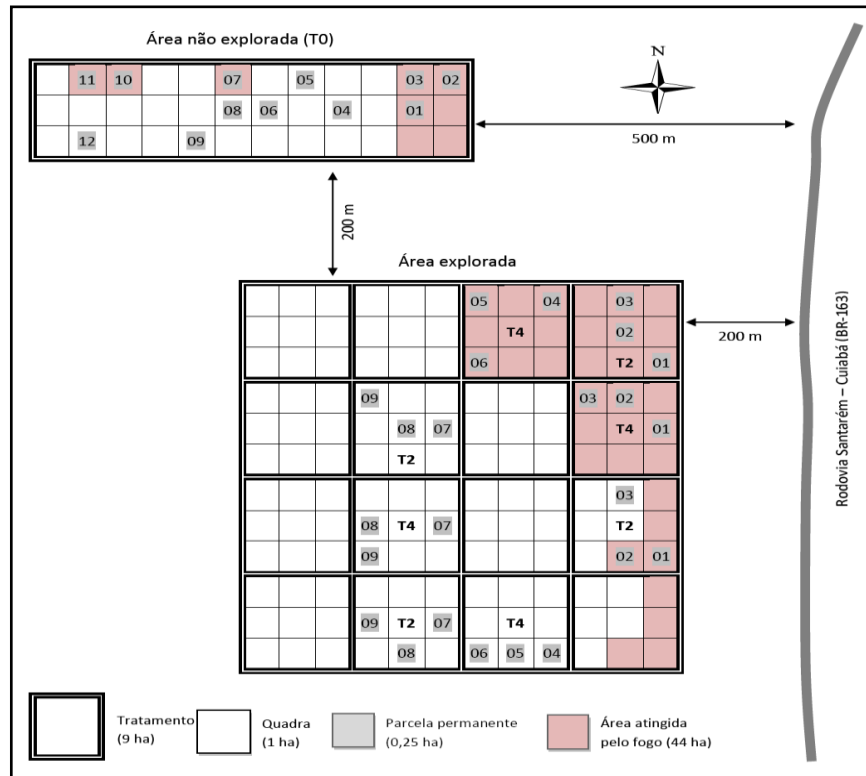 Área não explorada (T0)
N
11 10 07 05 03 02
08 06 04 01
12 09
500 m
200 m
Área explorada
05 04 03
T4 02
06 T2 01
200 m
09 03 02
08 07 T4 01
T2
03
08 T4 07 T2
09 02 01
09 T2 07 T4
08 06 05 04
Rodovia Santarém – Cuiabá (BR-163)
Tratamento
(9 ha)
Quadra
(1 ha)
Parcela permanente
(0,25 ha)
Área atingida
pelo fogo (44 ha)